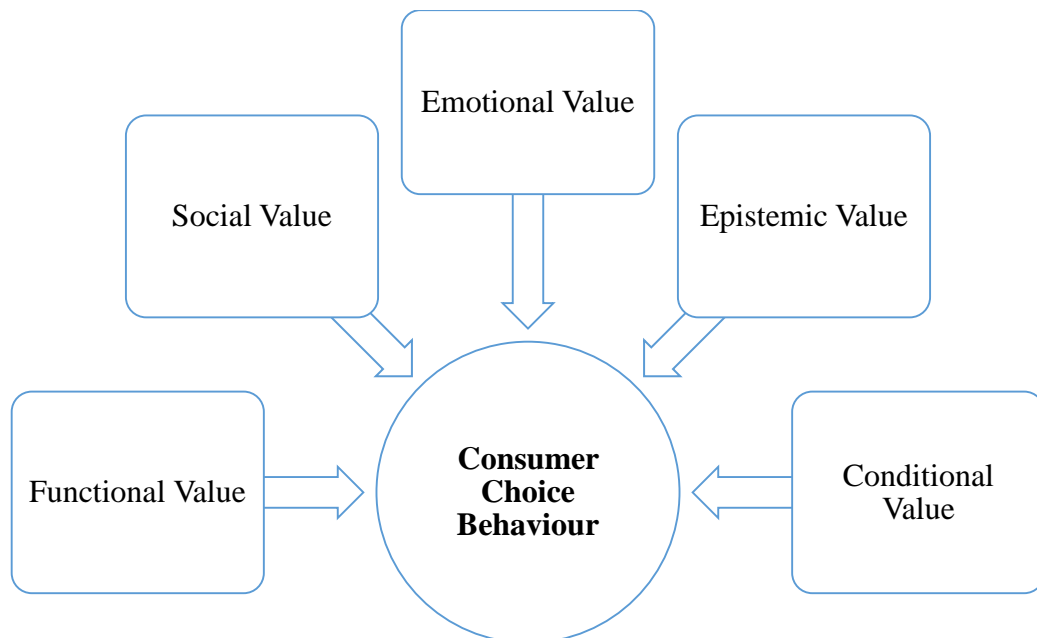 Emotional Value
Social Value
Epistemic Value
Functional Value
Consumer
Choice
Behaviour
Conditional
Value